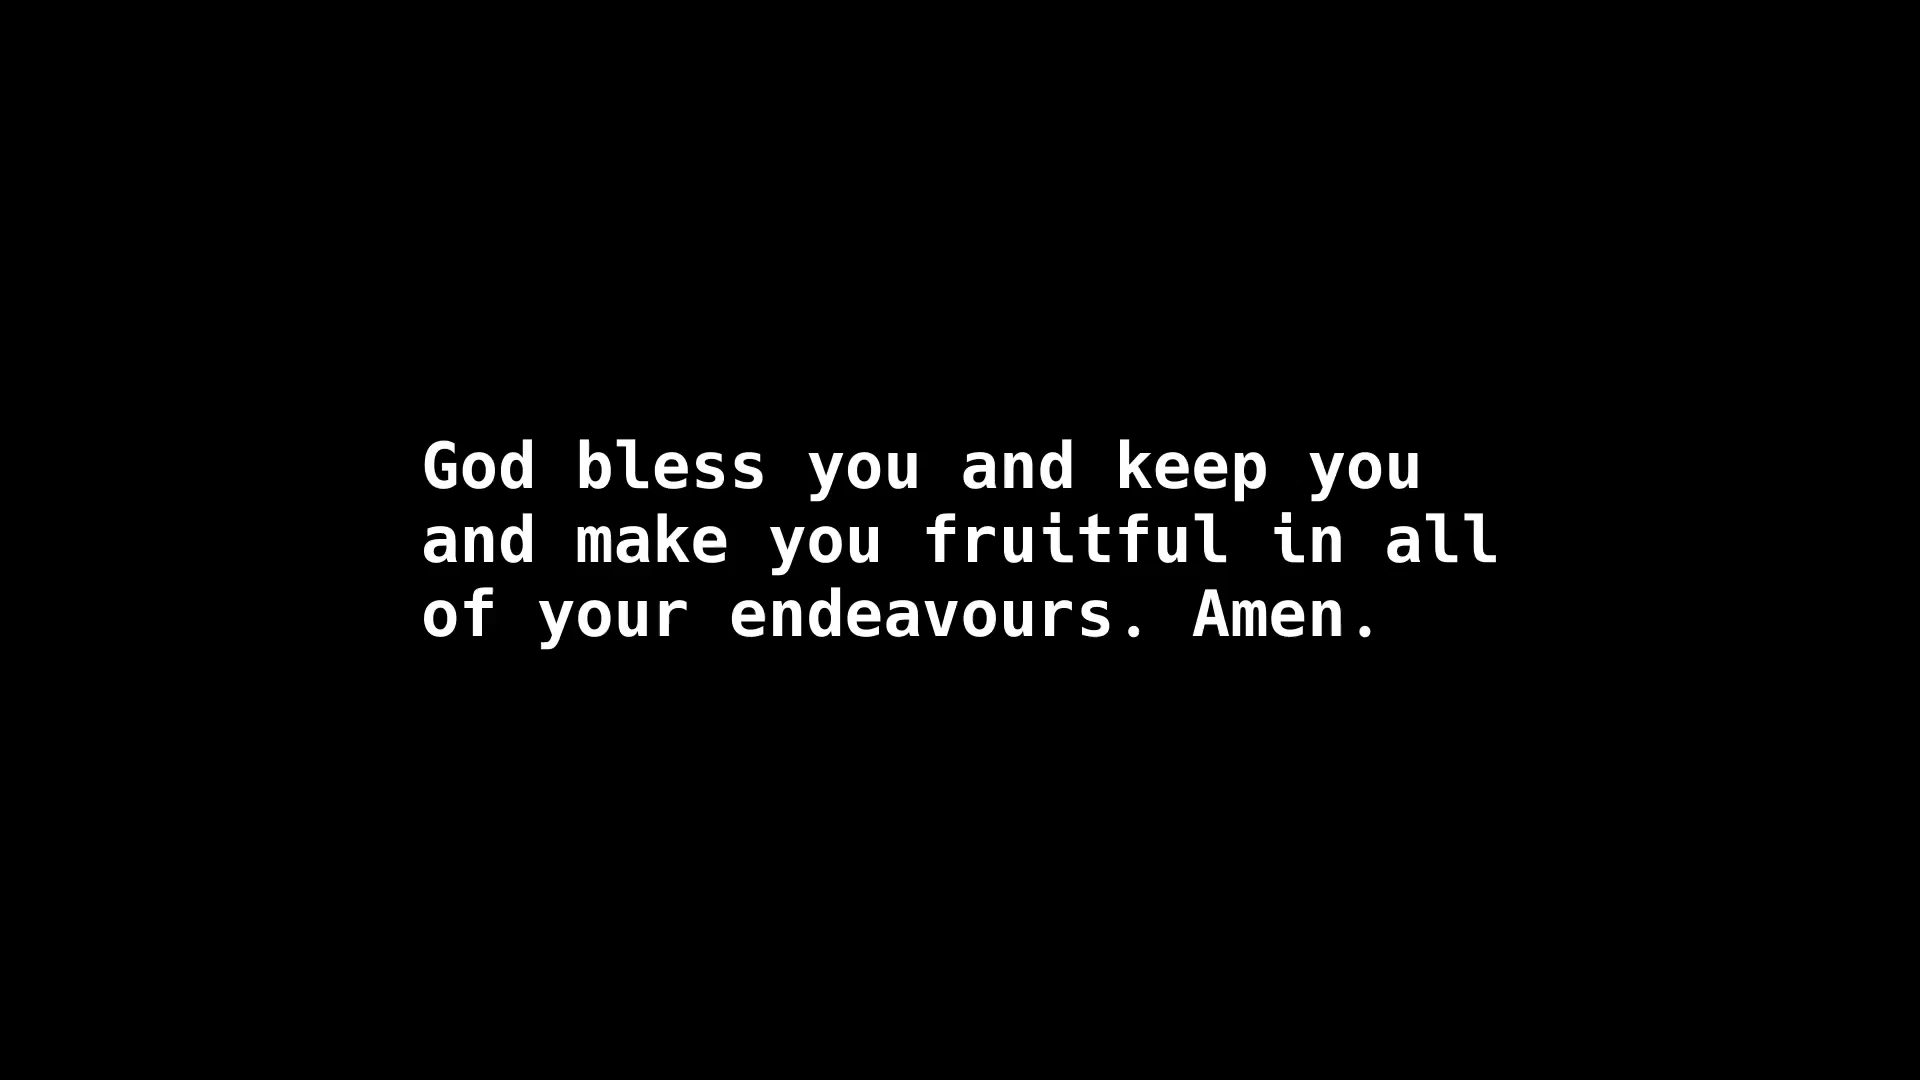 God bless you and keep you
and make you fruitful in all
of your endeavours. Amen.